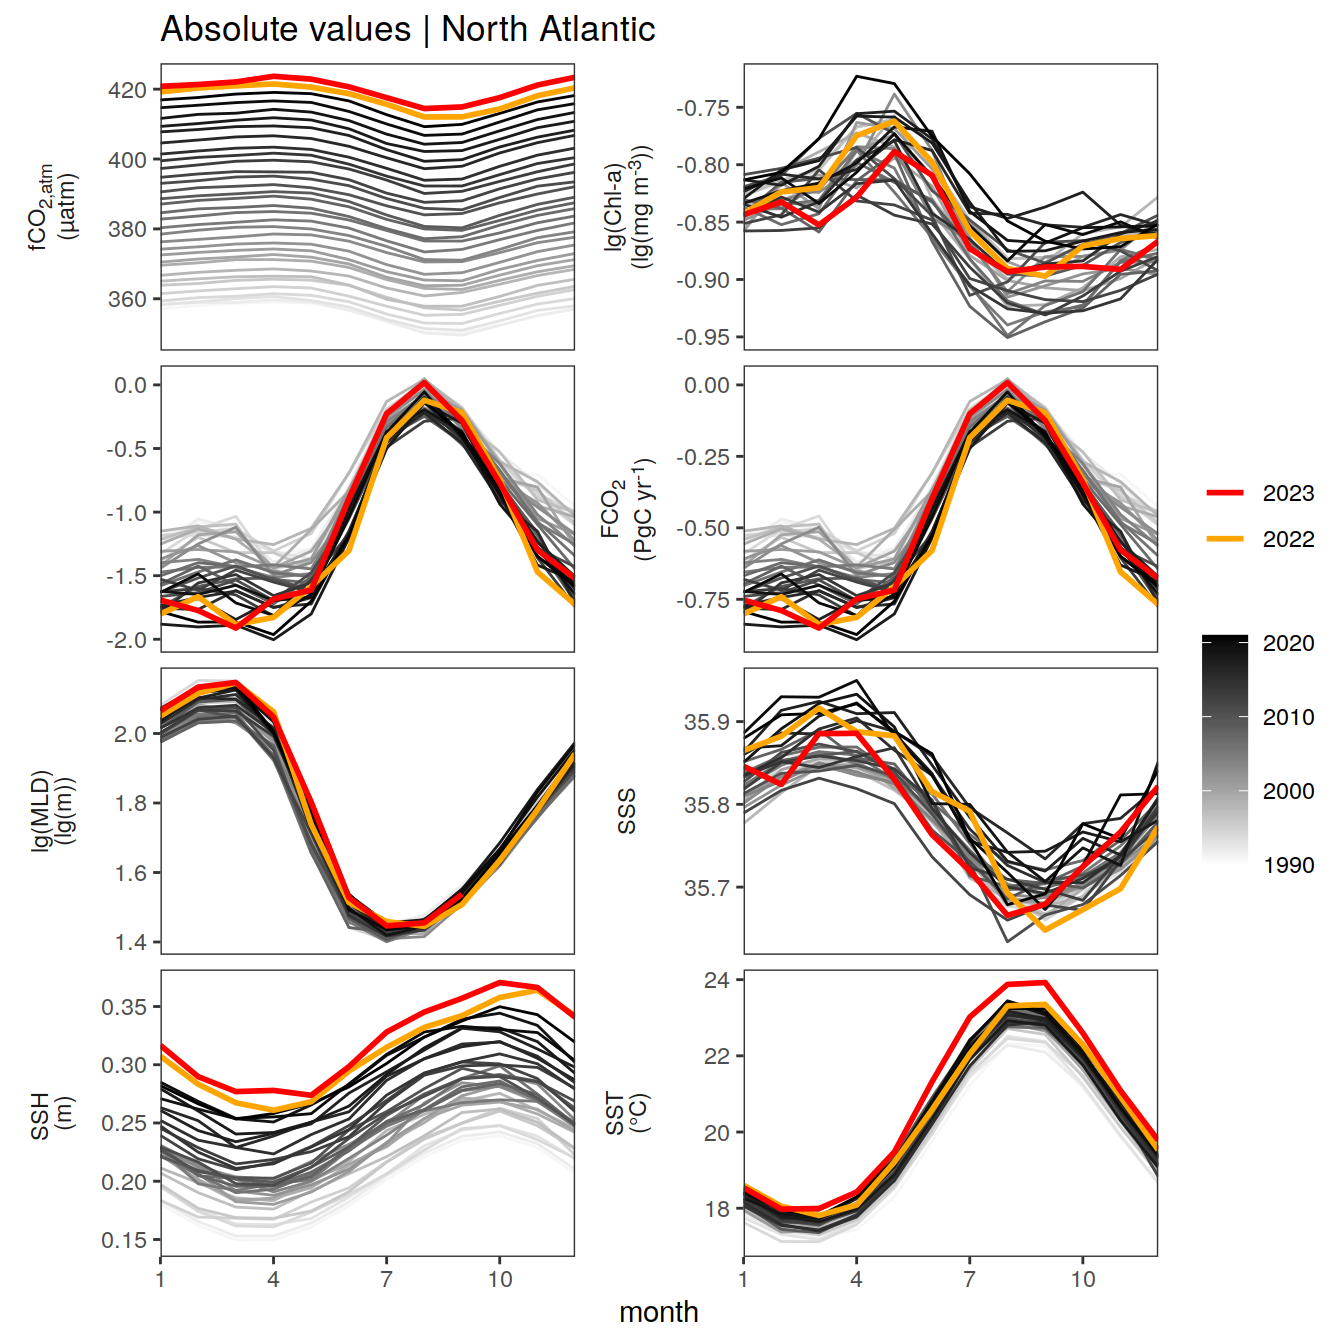 Absolute values | North Atlantic
fCO2,atm
(µatm)
420
400
380
360
lg(Chl-a)
(lg(mg m-3))
-0.75
-0.80
-0.85
-0.90
-0.95
0.0
-0.5
-1.0
-1.5
-2.0
FCO2
(PgC yr-1)
0.00
-0.25
-0.50
-0.75
lg(MLD)
(lg(m))
2.0
1.8
1.6
1.4
SSS
35.9
35.8
35.7
SSH
(m)
0.35
0.30
0.25
0.20
0.15
SST
(°C)
24
22
20
18
1 4 7 10
1 4 7 10
month
2023
2022
2020
2010
2000
1990